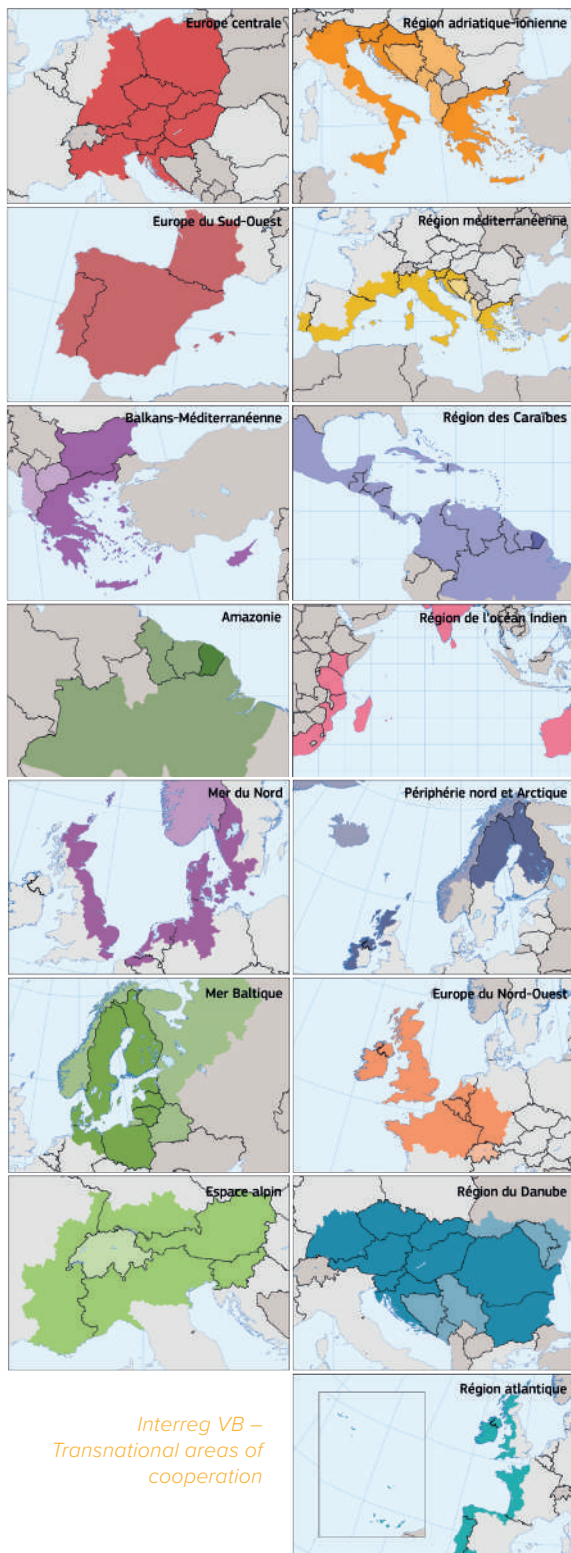 Europe centrale
Région adriatique-ionienne
Europe du Sud-Ouest
Région méditerranéenne
Balkans-Méditerranéenne
Région des Caraïbes
Amazonie
Région de l'océan Indien
Mer du Nord
Périphérie nord et Arctique
Mer Baltique
Europe du Nord-Ouest
Espace alpin
Région du Danube
Région atlantique
Interreg VB –
Transnational areas of
cooperation